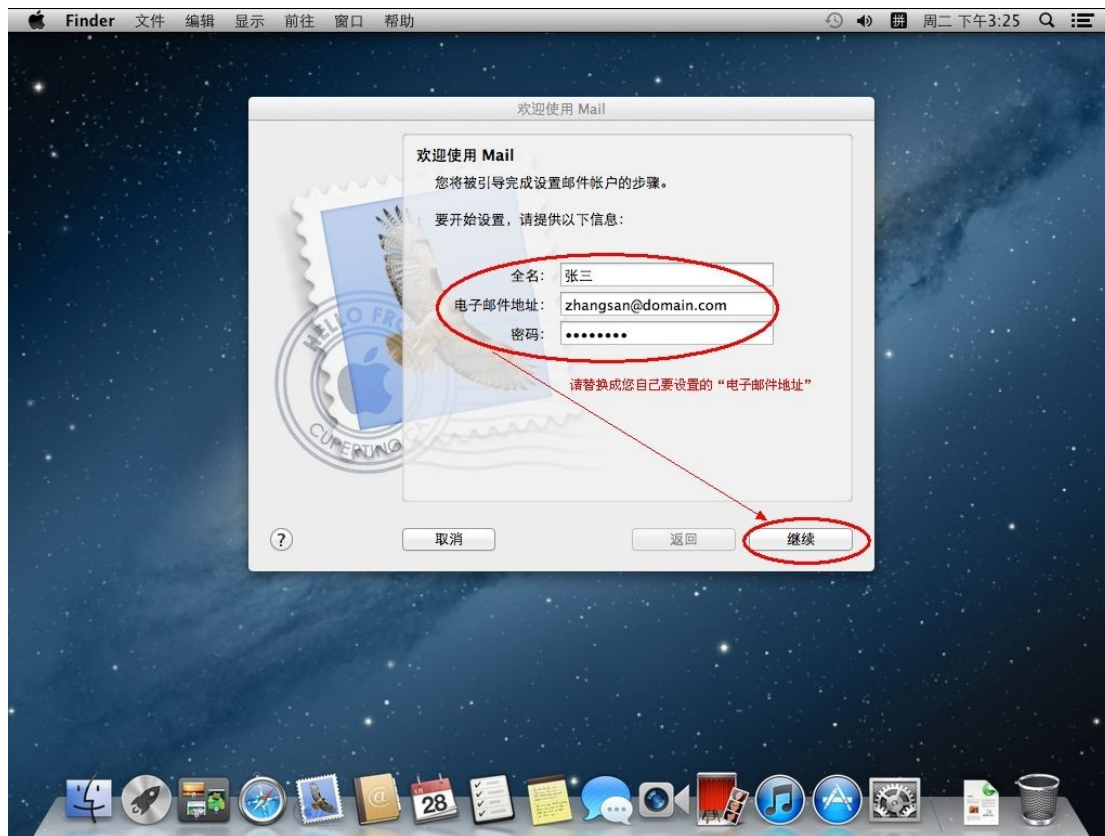 Finder 文件 编辑 显示 前往 窗口 帮助 拼 周二 下午3:25
欢迎使用 Mail
欢迎使用 Mail
您将被引导完成设置邮件帐户的步骤。
要开始设置，请提供以下信息：
全名： 张三
电子邮件地址： zhangsan@domain.com
密码： ••••••••
请替换成您自己要设置的“电子邮件地址”
HELLO FRO
CUPERTINO CA
? 取消 返回 继续
@
28